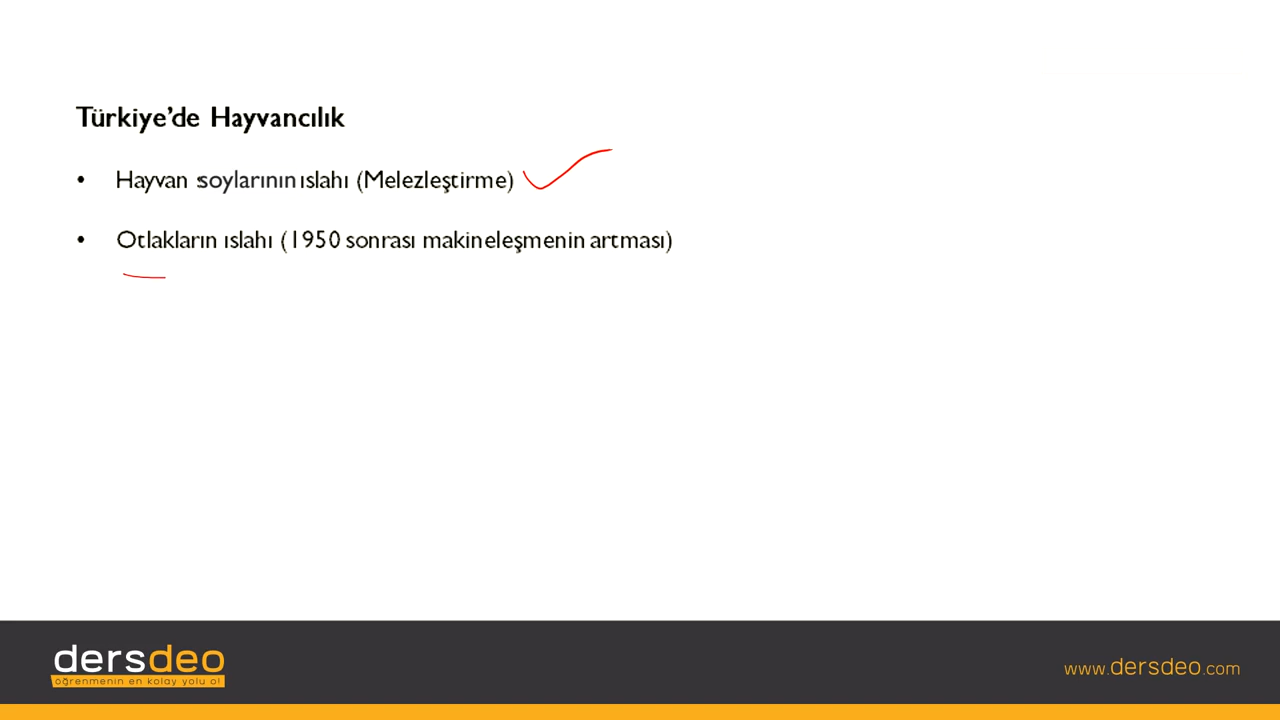 Türkiye'de Hayvancılık
• Hayvan soylarının ıslahı (Melezleştirme)
• Otlakların ıslahı (1950 sonrası makineleşmenin artması)
dersdeo
öğrenmenin en kolay yolu o!
www.dersdeo.com